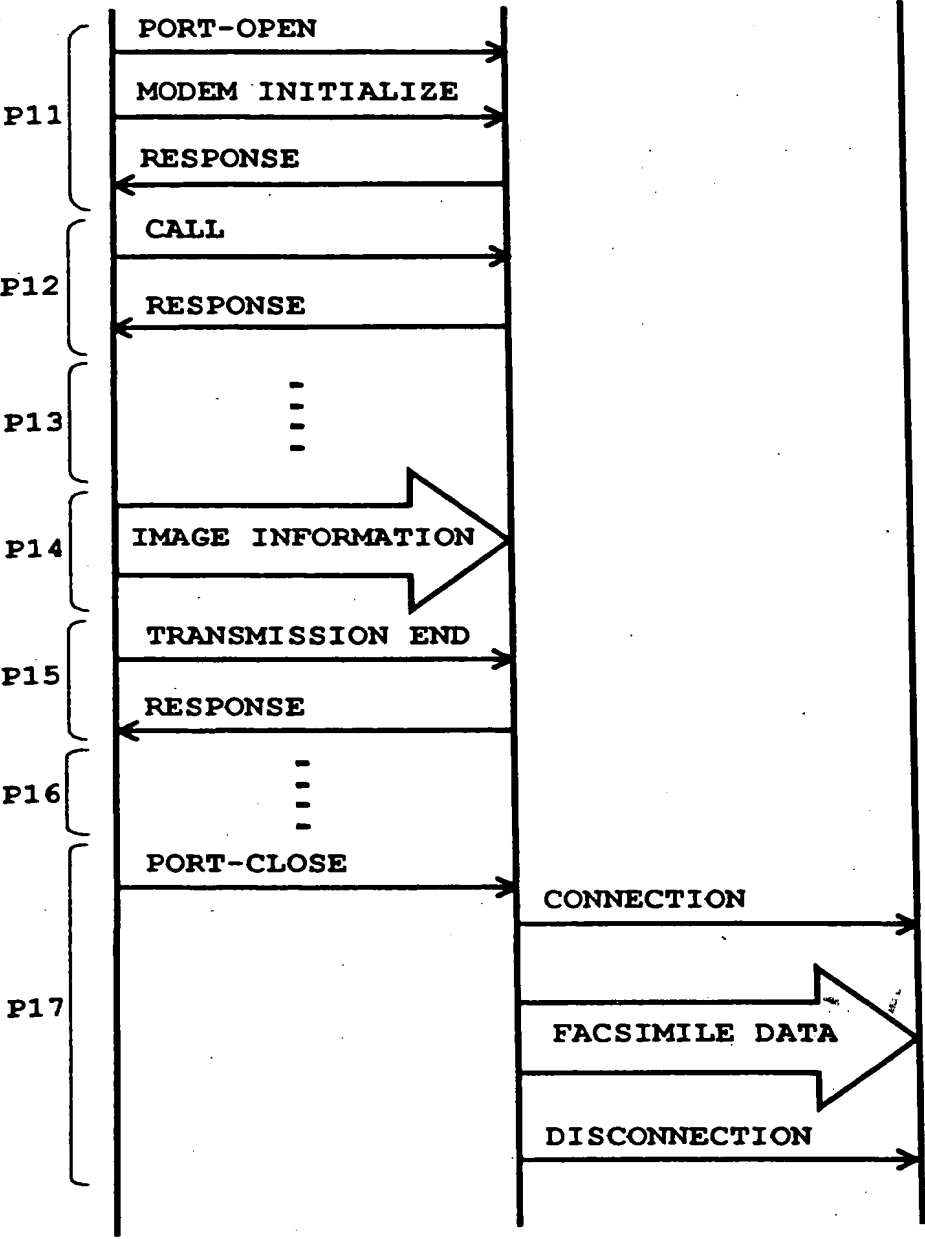 PORT-OPEN
MODEM INITIALIZE
P11
RESPONSE
CALL
P12
RESPONSE
P13
IMAGE INFORMATION
P14
TRANSMISSION END
P15
RESPONSE
P16
PORT-CLOSE
CONNECTION
P17
FACSIMILE DATA
DISCONNECTION